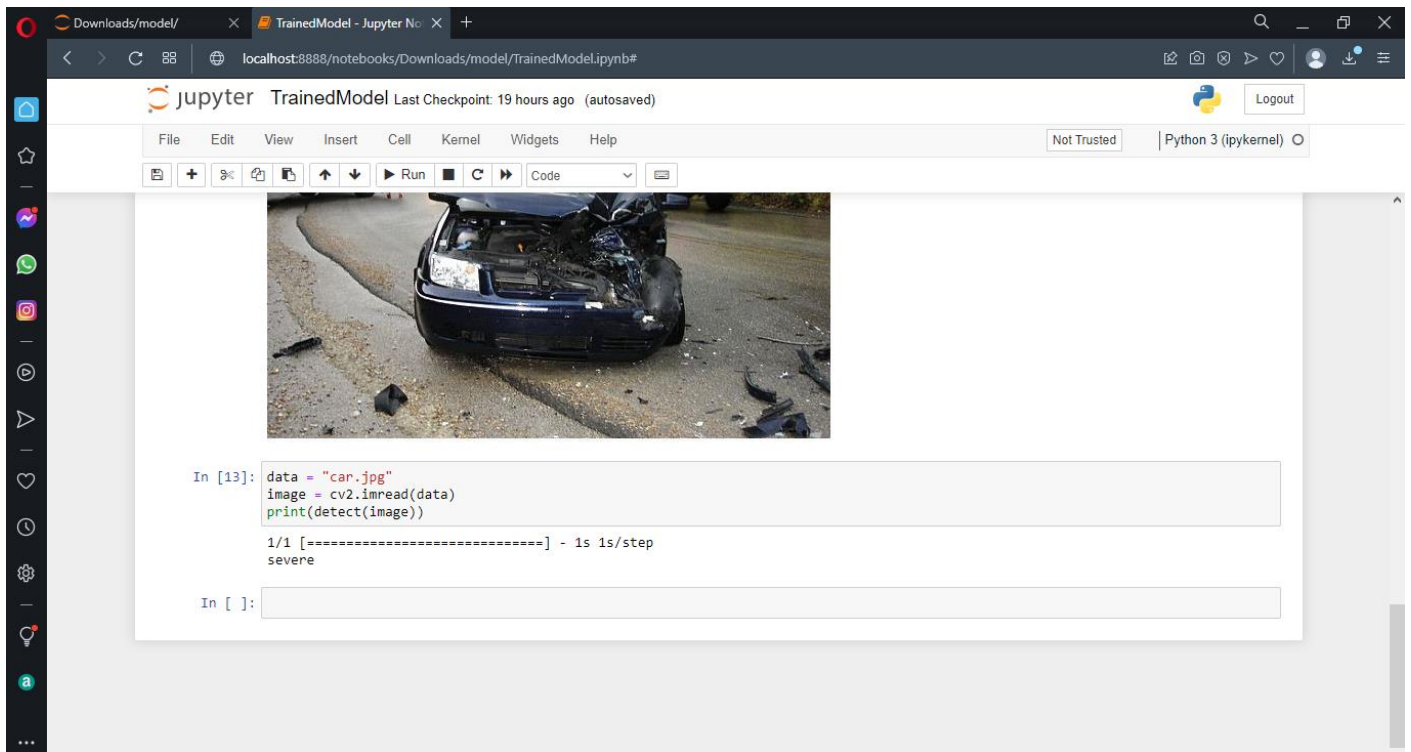 Downloads/model/
TrainedModel - Jupyter No
localhost:8888/notebooks/Downloads/model/TrainedModel.ipynb#
jupyter TrainedModel Last Checkpoint: 19 hours ago (autosaved)
Logout
File Edit View Insert Cell Kernel Widgets Help
Not Trusted Python 3 (ipykernel)
Run Code
In [13]: data = "car.jpg"
image = cv2.imread(data)
print(detect(image))
1/1 [==============================] - 1s 1s/step
severe
In [ ]:
a